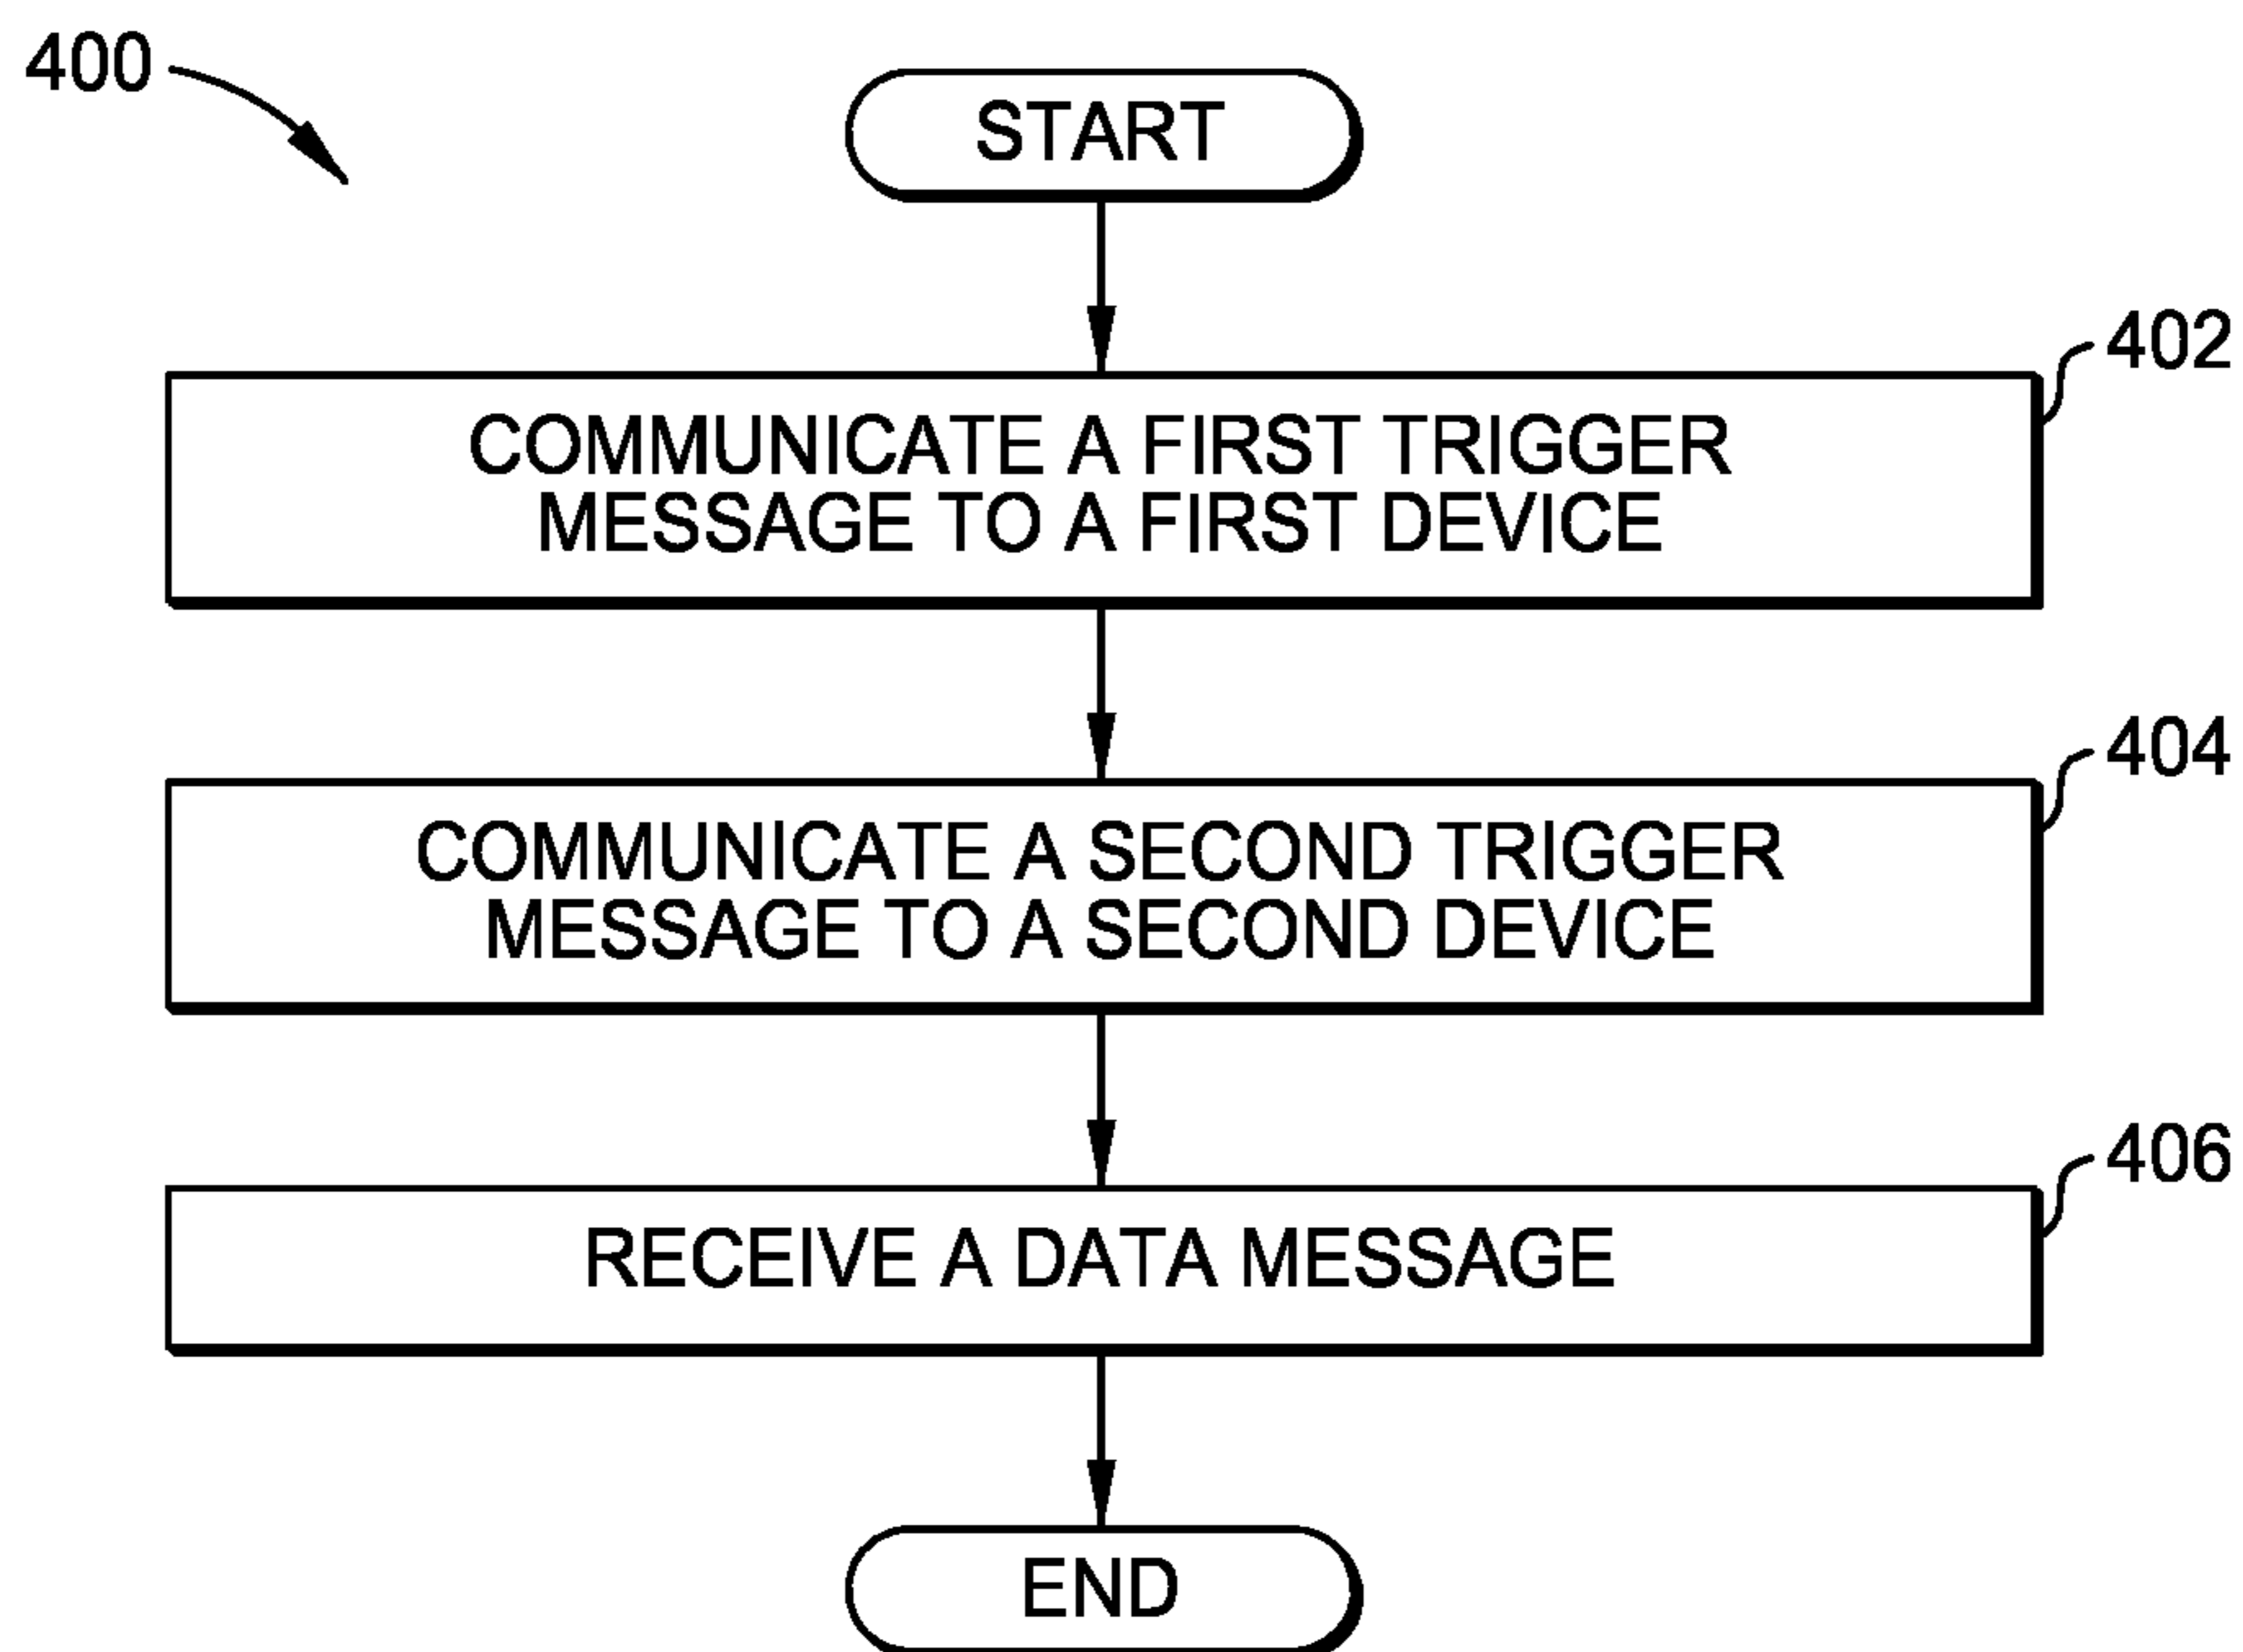 400
START
402
COMMUNICATE A FIRST TRIGGER
MESSAGE TO A FIRST DEVICE
404
COMMUNICATE A SECOND TRIGGER
MESSAGE TO A SECOND DEVICE
406
RECEIVE A DATA MESSAGE
END